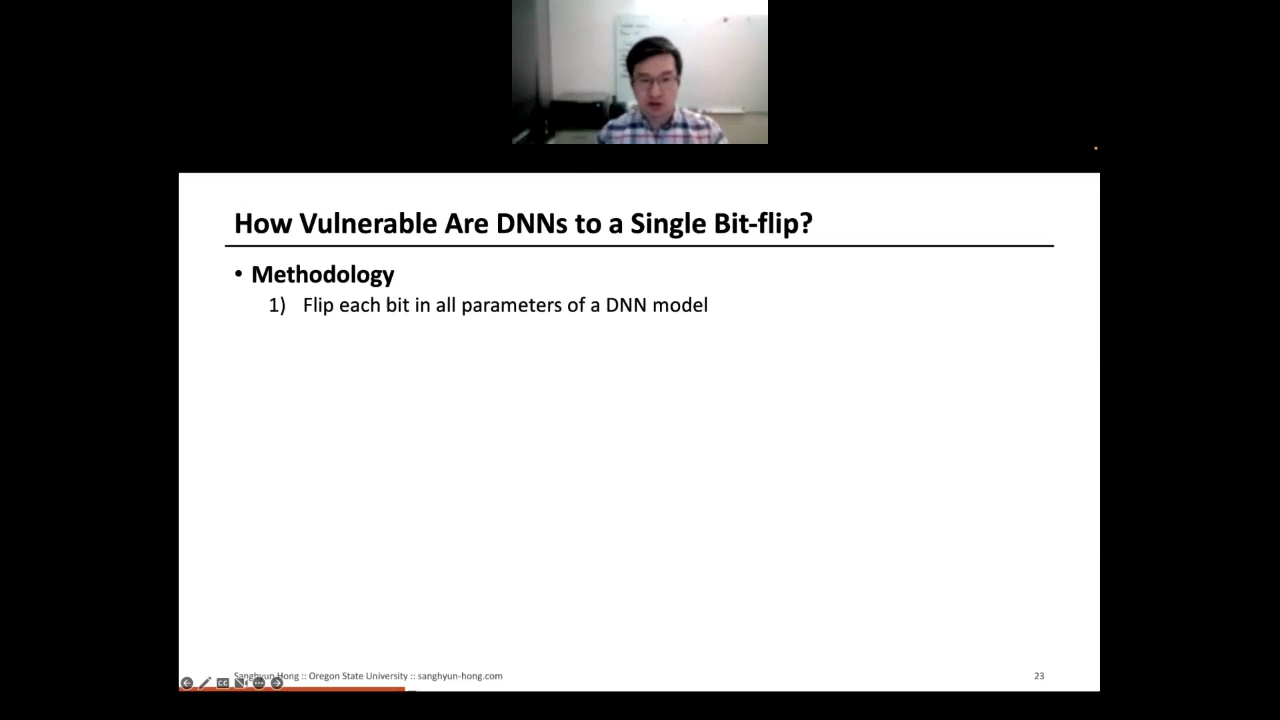 How Vulnerable Are DNNs to a Single Bit-flip?
• Methodology
1) Flip each bit in all parameters of a DNN model
Sanghyun Hong :: Oregon State University :: sanghyun-hong.com
23